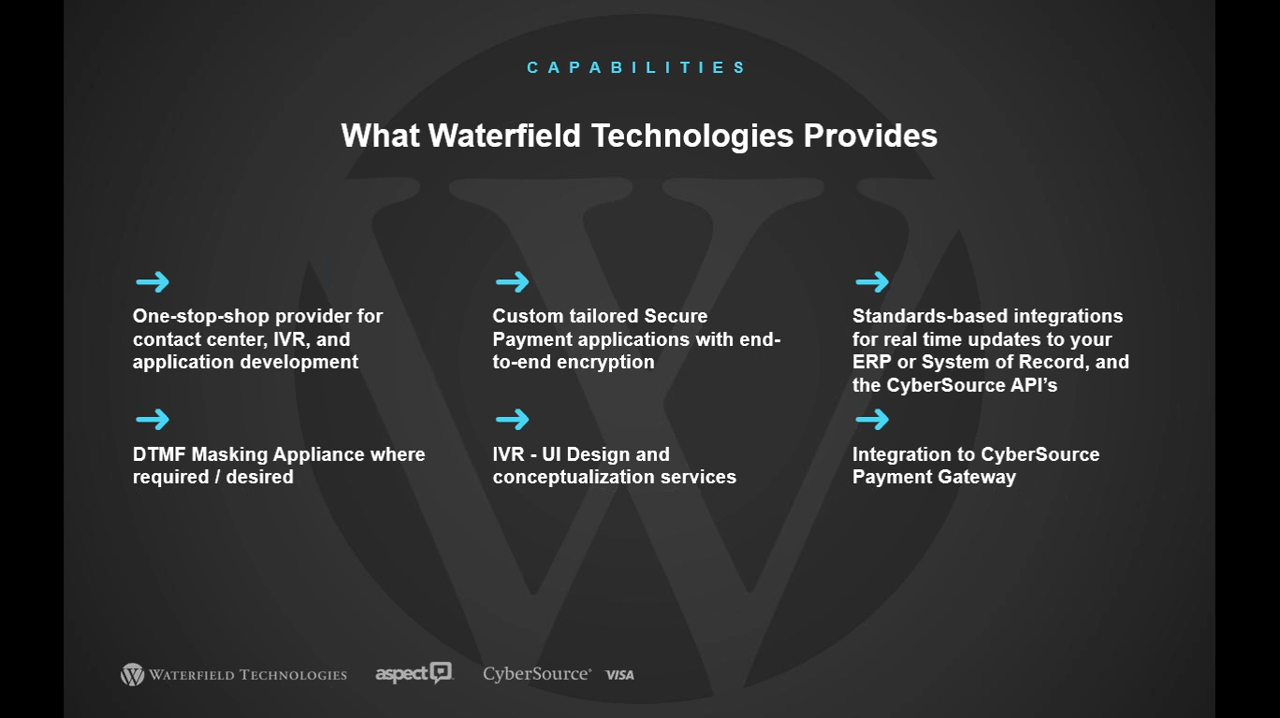 CAPABILITIES
What Waterfield Technologies Provides
One-stop-shop provider for
contact center, IVR, and
application development
Custom tailored Secure
Payment applications with end-
to-end encryption
Standards-based integrations
for real time updates to your
ERP or System of Record, and
the CyberSource API’s
DTMF Masking Appliance where
required / desired
IVR - UI Design and
conceptualization services
Integration to CyberSource
Payment Gateway
WATERFIELD TECHNOLOGIES aspect CyberSource® VISA